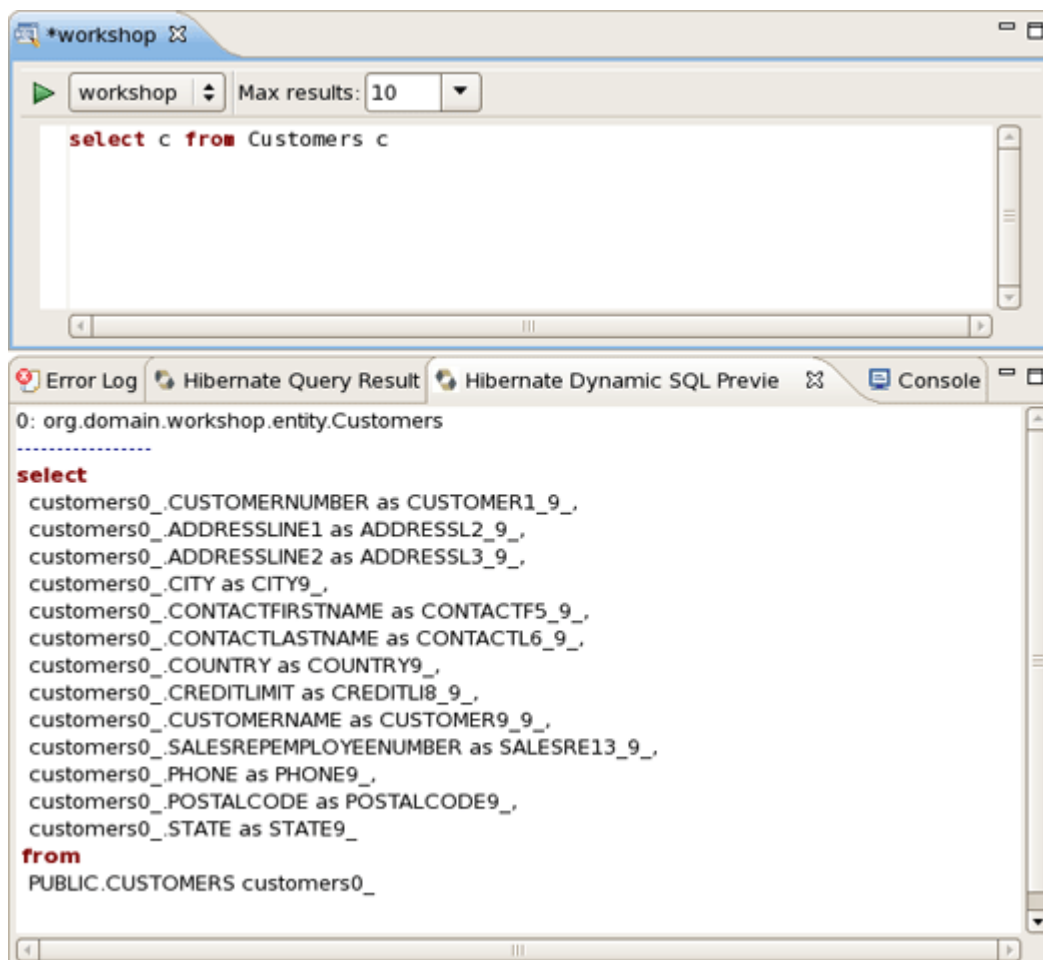 *workshop
workshop Max results: 10
select c from Customers c
Error Log Hibernate Query Result Hibernate Dynamic SQL Previe Console
0: org.domain.workshop.entity.Customers
-----------------
select
customers0_.CUSTOMERNUMBER as CUSTOMER1_9_,
customers0_.ADDRESSLINE1 as ADDRESSL2_9_,
customers0_.ADDRESSLINE2 as ADDRESSL3_9_,
customers0_.CITY as CITY9_,
customers0_.CONTACTFIRSTNAME as CONTACTF5_9_,
customers0_.CONTACTLASTNAME as CONTACTL6_9_,
customers0_.COUNTRY as COUNTRY9_,
customers0_.CREDITLIMIT as CREDITLI8_9_,
customers0_.CUSTOMERNAME as CUSTOMER9_9_,
customers0_.SALESREPEMPLOYEENUMBER as SALESRE13_9_,
customers0_.PHONE as PHONE9_,
customers0_.POSTALCODE as POSTALCODE9_,
customers0_.STATE as STATE9_
from
PUBLIC.CUSTOMERS customers0_